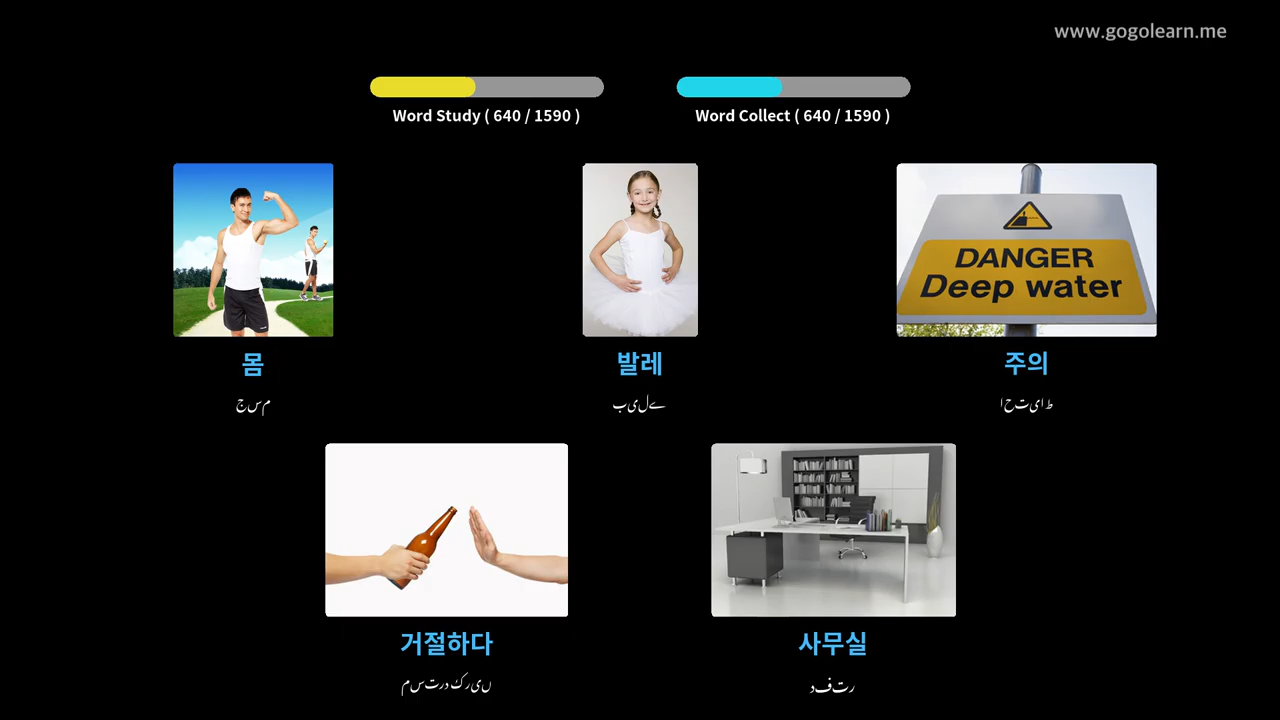 www.gogolearn.me
Word Study ( 640 / 1590 )
Word Collect ( 640 / 1590 )
DANGER
Deep water
몸
발레
주의
جسم
بیلے
احتیاط
거절하다
사무실
مسترد کریں
دفتر